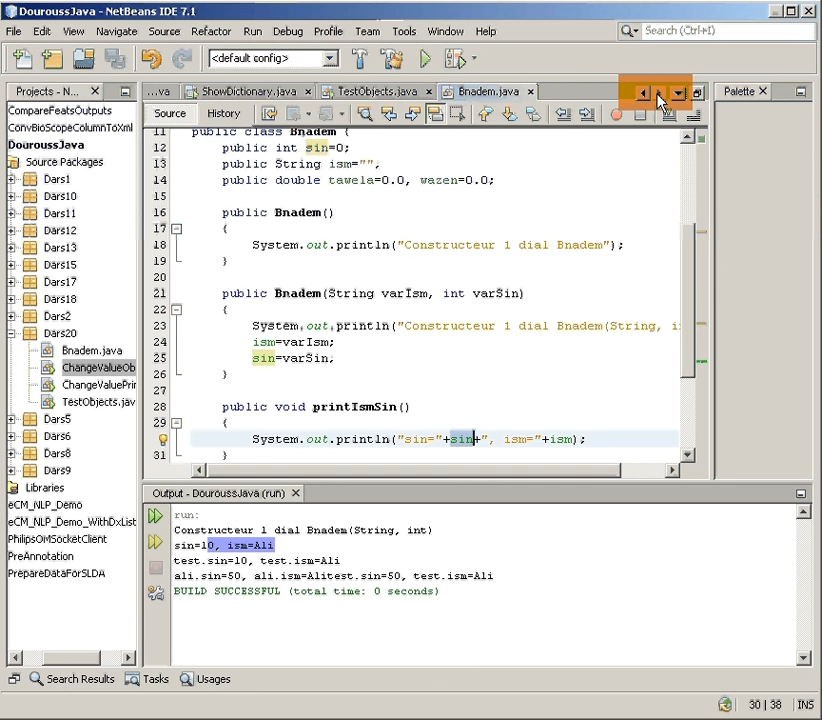 DouroussJava - NetBeans IDE 7.1
File Edit View Navigate Source Refactor Run Debug Profile Team Tools Window Help
Search (Ctrl+I)
<default config>
Projects - N...
...va ShowDictionary.java TestObjects.java Bnadem.java
Palette
CompareFeatsOutputs
ConvBioScopeColumnToXml
DouroussJava
Source Packages
Dars1
Dars10
Dars11
Dars12
Dars13
Dars15
Dars17
Dars18
Dars2
Dars20
Bnadem.java
ChangeValueOb
ChangeValuePrir
TestObjects.jav
Dars5
Dars6
Dars7
Dars8
Dars9
Libraries
eCM_NLP_Demo
eCM_NLP_Demo_WithDxList
PhilipsOMSocketClient
PreAnnotation
PrepareDataForSLDA
Source History
11 public class Bnadem {
12 public int sin=0;
13 public String ism="";
14 public double tawela=0.0, wazen=0.0;
15
16 public Bnadem()
17 {
18 System.out.println("Constructeur 1 dial Bnadem");
19 }
20
21 public Bnadem(String varIsm, int varSin)
22 {
23 System.out.println("Constructeur 1 dial Bnadem(String, i
24 ism=varIsm;
25 sin=varSin;
26 }
27
28 public void printIsmSin()
29 {
System.out.println("sin="+sin+", ism="+ism);
31 }
Output - DouroussJava (run)
run:
Constructeur 1 dial Bnadem(String, int)
sin=10, ism=Ali
test.sin=10, test.ism=Ali
ali.sin=50, ali.ism=Alitest.sin=50, test.ism=Ali
BUILD SUCCESSFUL (total time: 0 seconds)
Search Results Tasks Usages
30 | 38 INS